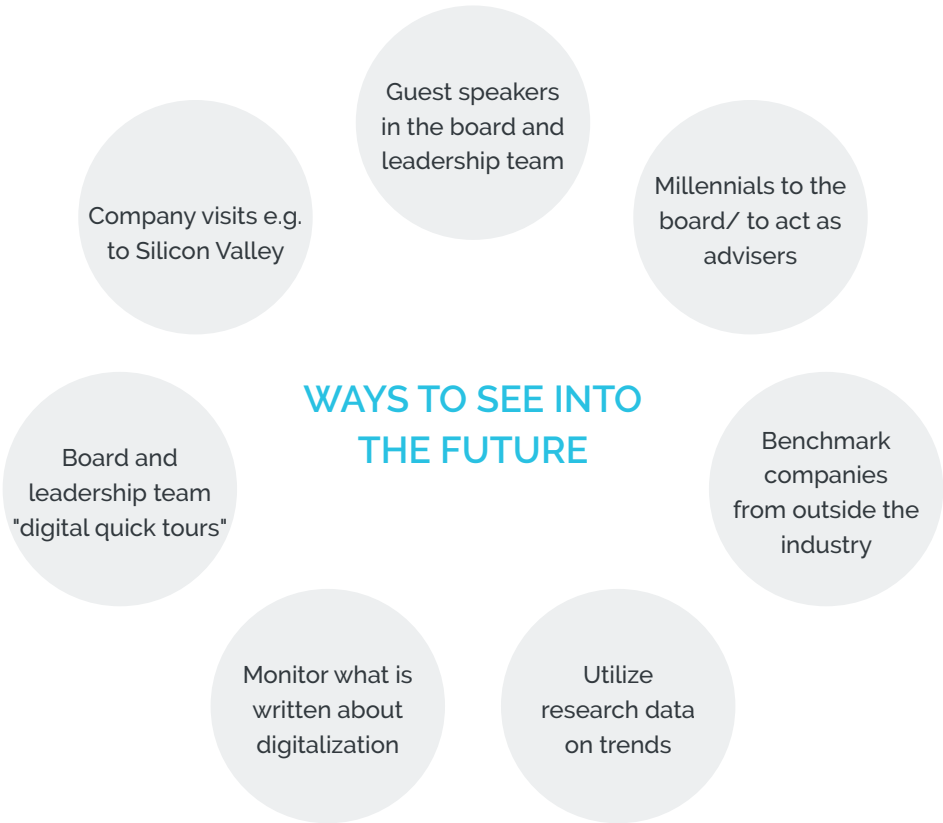 Guest speakers
in the board and
leadership team
Millennials to the
board/ to act as
advisers
Company visits e.g.
to Silicon Valley
WAYS TO SEE INTO
THE FUTURE
Benchmark
companies
from outside the
industry
Board and
leadership team
"digital quick tours"
Utilize
research data
on trends
Monitor what is
written about
digitalization